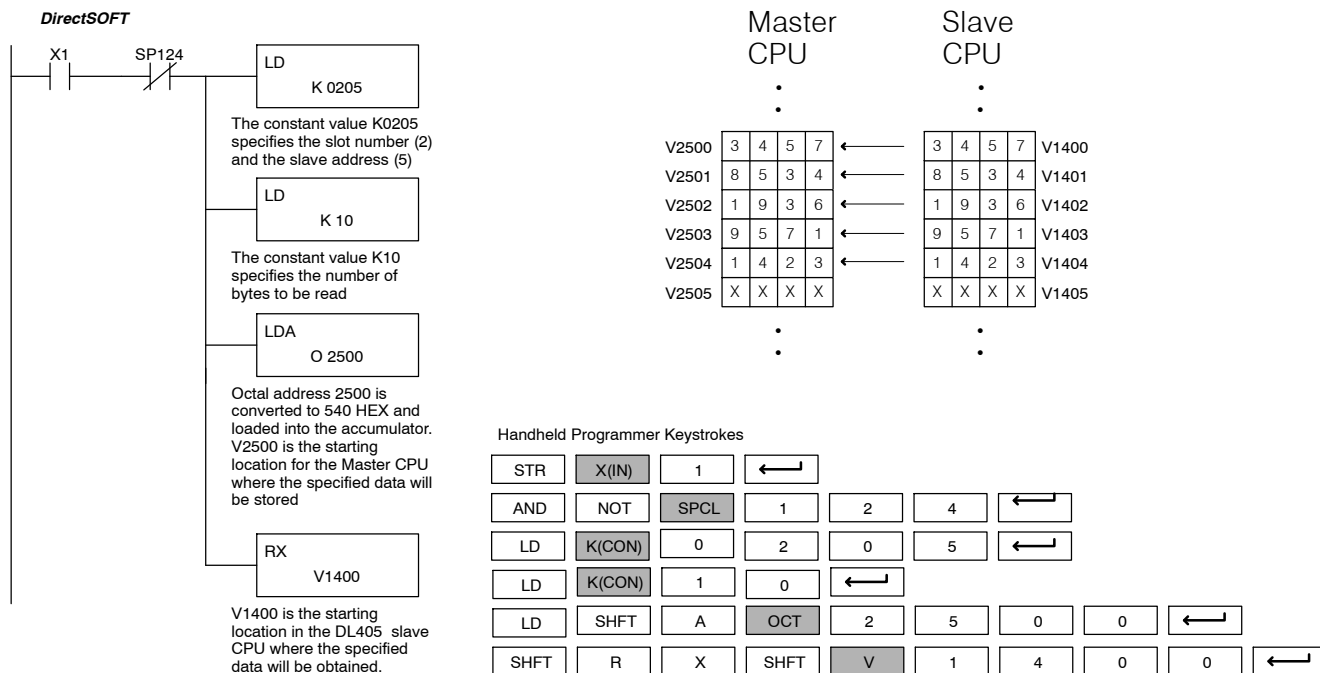 DirectSOFT
X1
SP124
LD
K 0205
The constant value K0205
specifies the slot number (2)
and the slave address (5)
LD
K 10
The constant value K10
specifies the number of
bytes to be read
LDA
O 2500
Octal address 2500 is
converted to 540 HEX and
loaded into the accumulator.
V2500 is the starting
location for the Master CPU
where the specified data will
be stored
RX
V1400
V1400 is the starting
location in the DL405 slave
CPU where the specified
data will be obtained.
Master
CPU
Slave
CPU
V2500 3 4 5 7 3 4 5 7 V1400
V2501 8 5 3 4 8 5 3 4 V1401
V2502 1 9 3 6 1 9 3 6 V1402
V2503 9 5 7 1 9 5 7 1 V1403
V2504 1 4 2 3 1 4 2 3 V1404
V2505 X X X X X X X X V1405
Handheld Programmer Keystrokes
STR X(IN) 1
AND NOT SPCL 1 2 4
LD K(CON) 0 2 0 5
LD K(CON) 1 0
LD SHFT A OCT 2 5 0 0
SHFT R X SHFT V 1 4 0 0